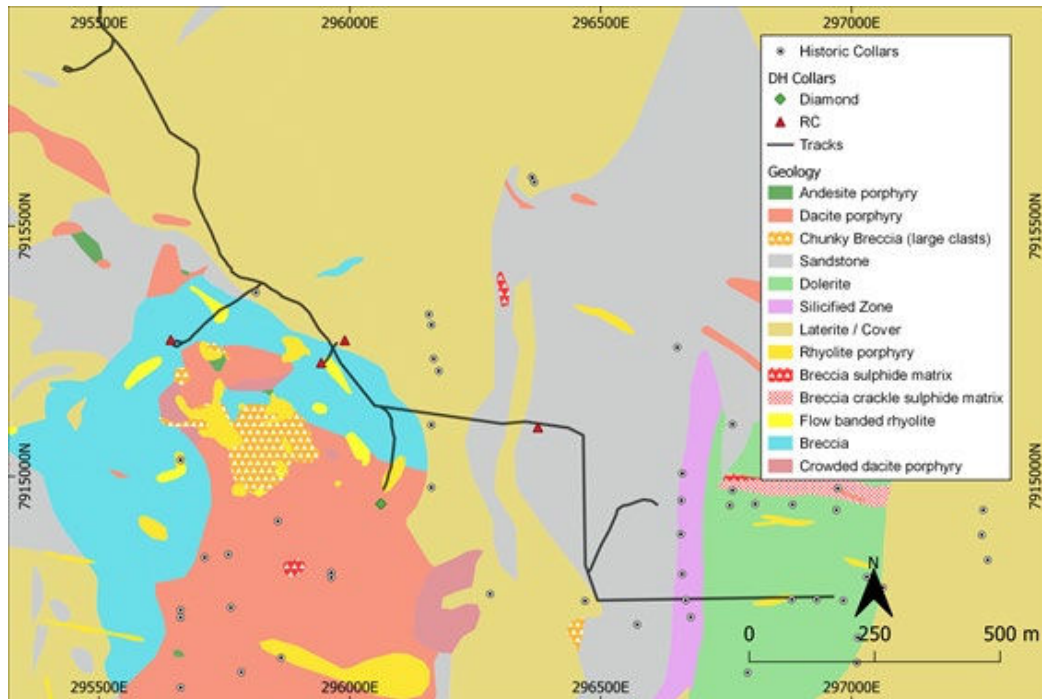 295500E
296000E
296500E
297000E
7915500N
7915000N
7915500N
7915000N
Historic Collars
DH Collars
Diamond
RC
Tracks
Geology
Andesite porphyry
Dacite porphyry
Chunky Breccia (large clasts)
Sandstone
Dolerite
Silicified Zone
Laterite / Cover
Rhyolite porphyry
Breccia sulphide matrix
Breccia crackle sulphide matrix
Flow banded rhyolite
Breccia
Crowded dacite porphyry
N
0 250 500 m
295500E
296000E
296500E
297000E